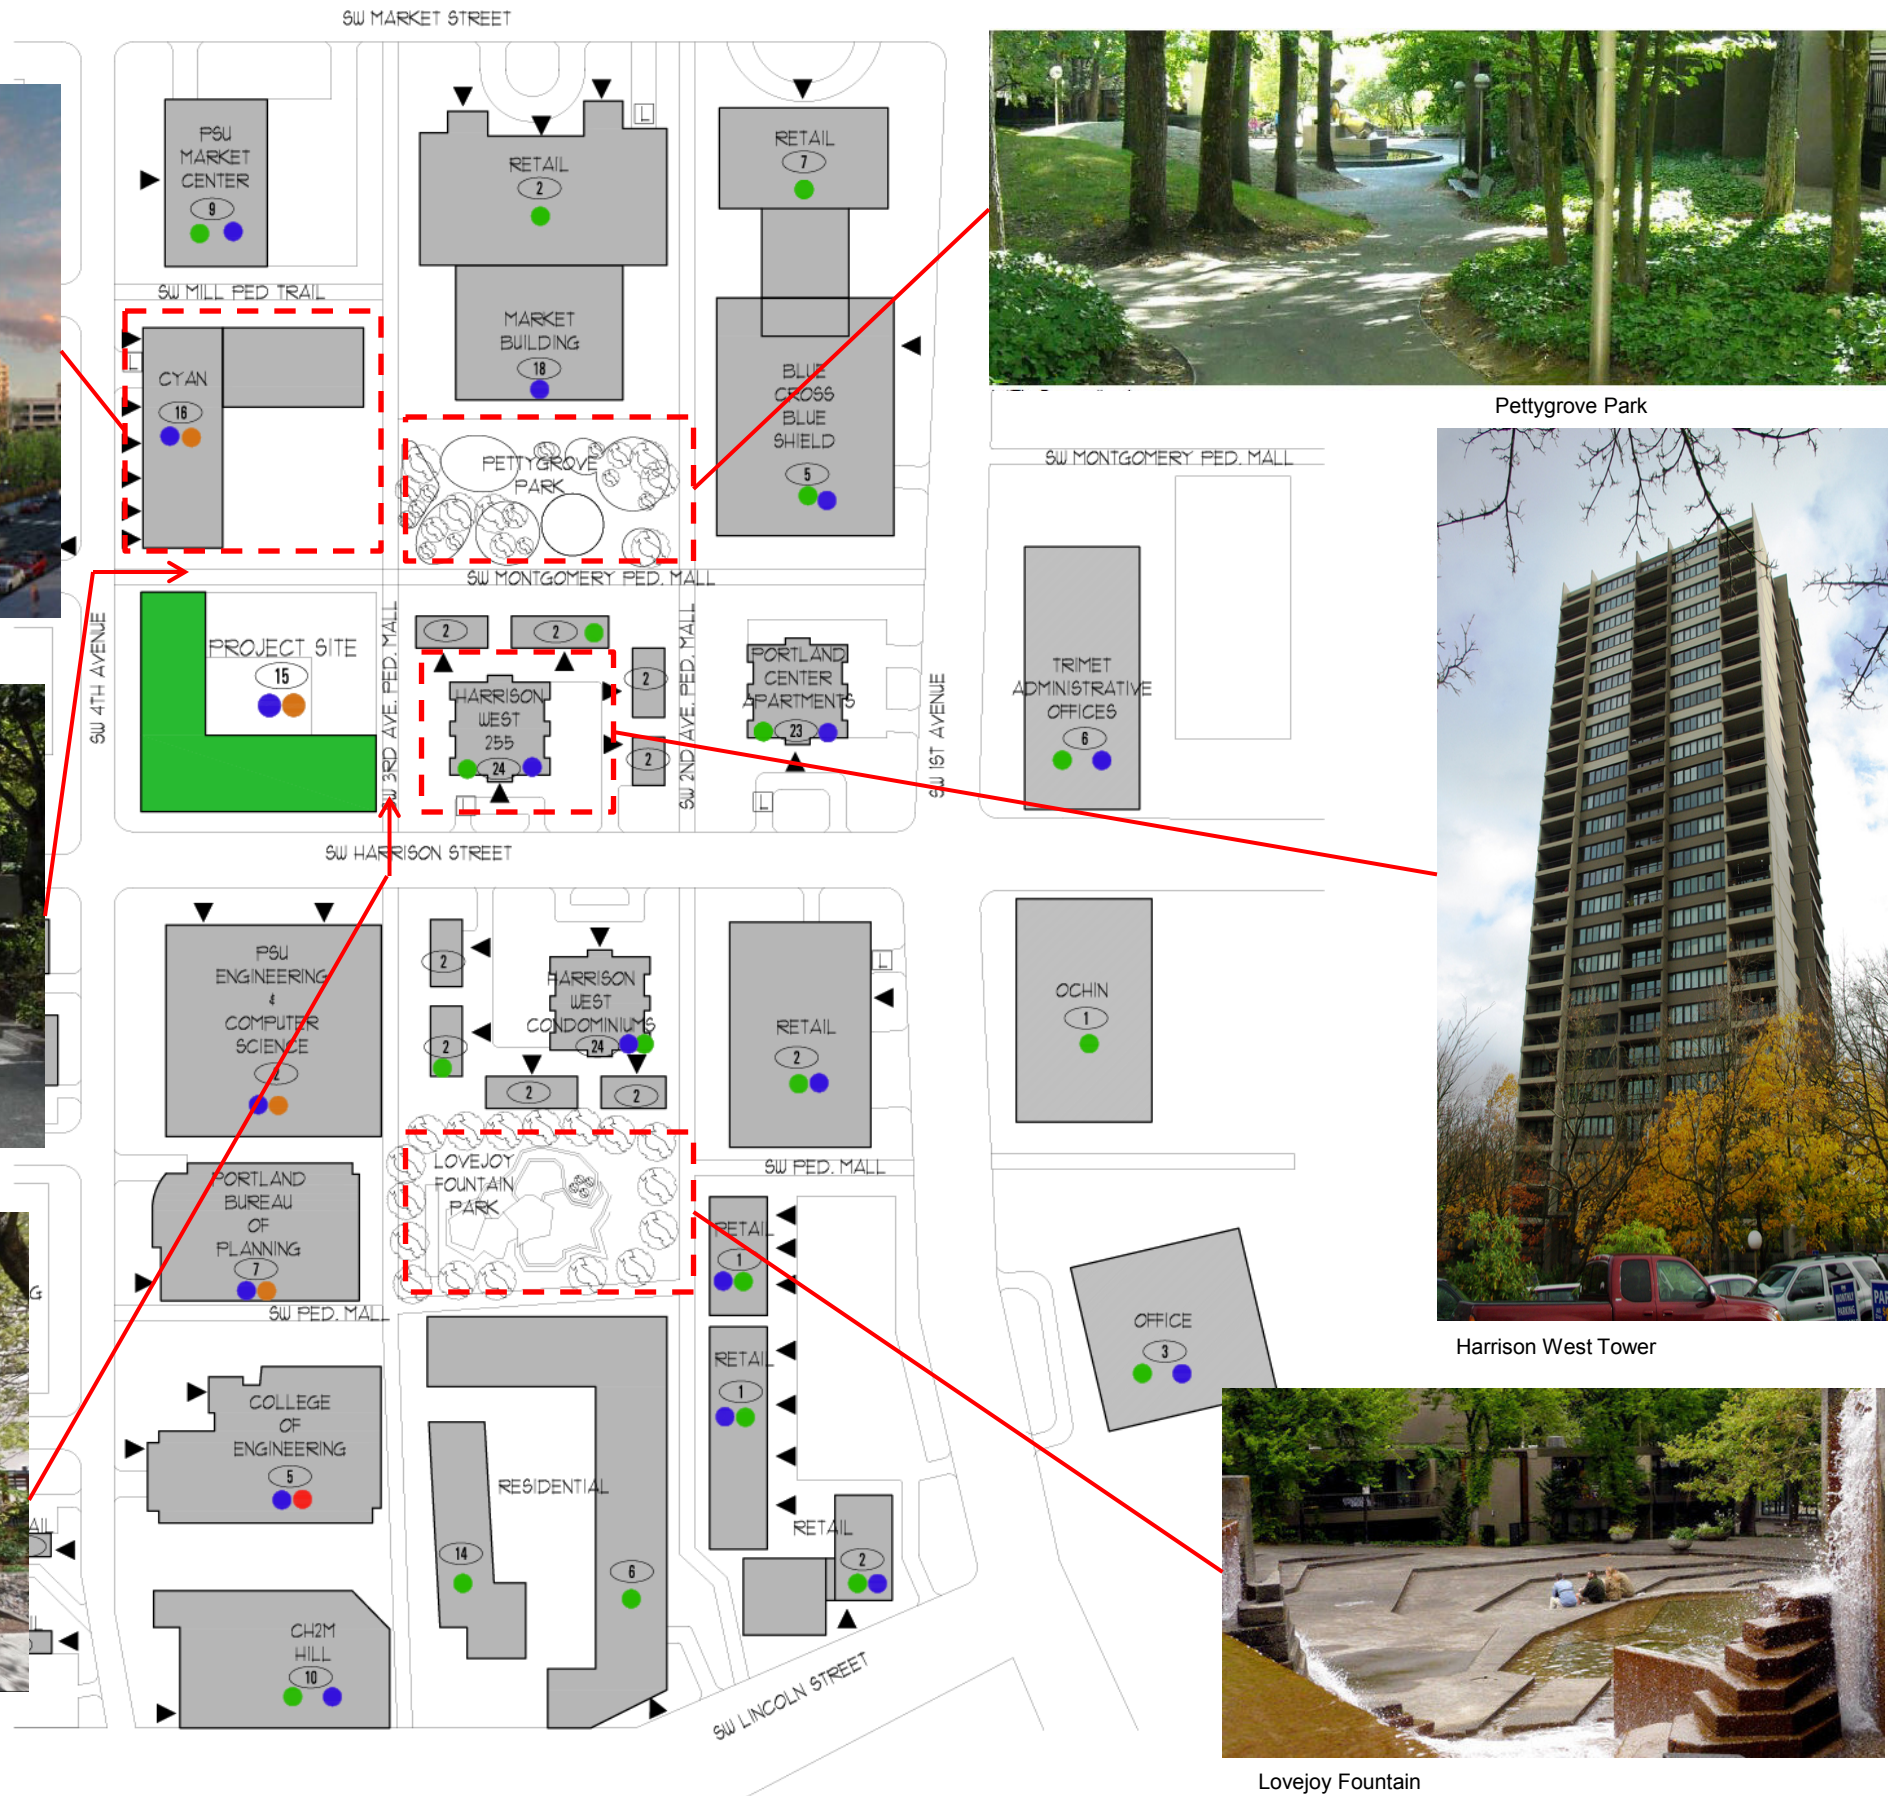 SW MARKET STREET
PSU
MARKET
CENTER
9
RETAIL
2
L
RETAIL
7
SW MILL PED TRAIL
MARKET
BUILDING
18
L
CYAN
16
BLUE
CROSS
BLUE
SHIELD
5
PETTYGROVE
PARK
Pettygrove Park
SW MONTGOMERY PED. MALL
SW MONTGOMERY PED. MALL
SW 4TH AVENUE
PROJECT SITE
15
SW 3RD AVE. PED. MALL
2
2
2
2
HARRISON
WEST
255
24
L
SW 2ND AVE. PED. MALL
PORTLAND
CENTER
APARTMENTS
23
L
SW 1ST AVENUE
TRIMET
ADMINISTRATIVE
OFFICES
6
SW HARRISON STREET
PSU
ENGINEERING
&
COMPUTER
SCIENCE
2
2
2
HARRISON
WEST
CONDOMINIUMS
24
2
2
L
RETAIL
2
OCHIN
1
SW PED. MALL
LOVEJOY
FOUNTAIN
PARK
PORTLAND
BUREAU
OF
PLANNING
7
SW PED. MALL
RETAIL
1
RETAIL
1
OFFICE
3
MONTHLY
PARKING
Harrison West Tower
COLLEGE
OF
ENGINEERING
5
RESIDENTIAL
14
6
RETAIL
2
CH2M
HILL
10
SW LINCOLN STREET
Lovejoy Fountain